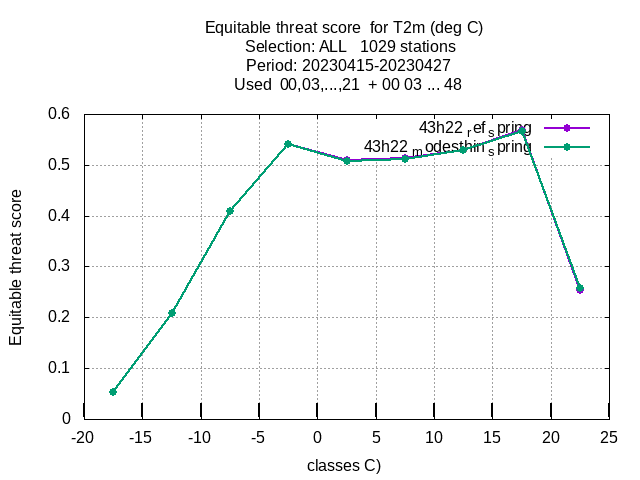 Equitable threat score  for T2m (deg C)
Selection: ALL   1029 stations
Period: 20230415-20230427
Used  00,03,...,21  + 00 03 ... 48
43h22_ref_spring
43h22_modesthin_spring
0.6
0.5
0.4
0.3
0.2
0.1
0
Equitable threat score
-20 -15 -10 -5 0 5 10 15 20 25
classes C)